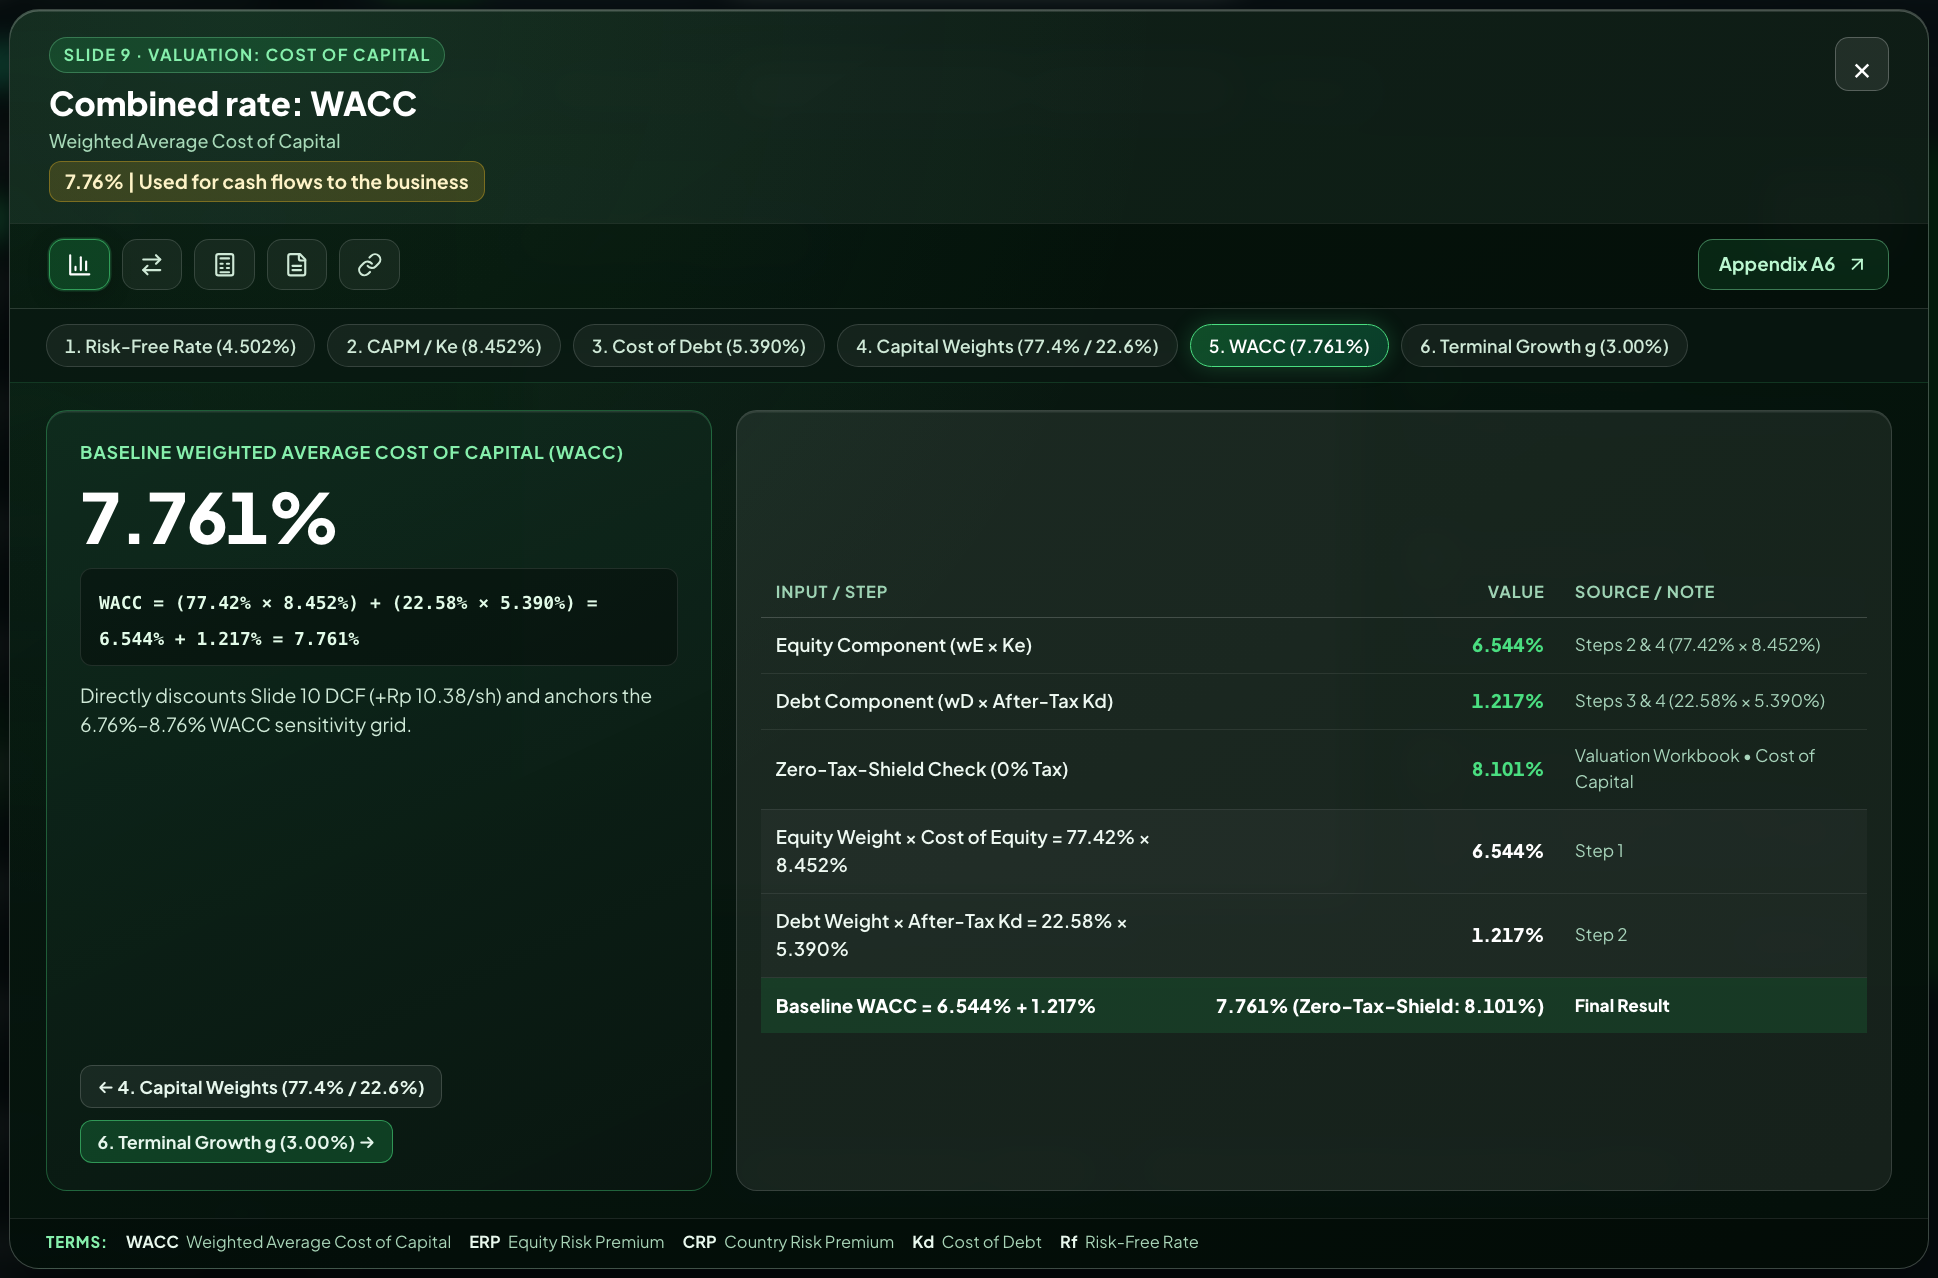 SLIDE 9 · VALUATION: COST OF CAPITAL
Combined rate: WACC
Weighted Average Cost of Capital
7.76% | Used for cash flows to the business
Appendix A6
1. Risk-Free Rate (4.502%)
2. CAPM / Ke (8.452%)
3. Cost of Debt (5.390%)
4. Capital Weights (77.4% / 22.6%)
5. WACC (7.761%)
6. Terminal Growth g (3.00%)
BASELINE WEIGHTED AVERAGE COST OF CAPITAL (WACC)
7.761%
WACC = (77.42% × 8.452%) + (22.58% × 5.390%) =
6.544% + 1.217% = 7.761%
Directly discounts Slide 10 DCF (+Rp 10.38/sh) and anchors the
6.76%–8.76% WACC sensitivity grid.
← 4. Capital Weights (77.4% / 22.6%)
6. Terminal Growth g (3.00%) →
INPUT / STEP VALUE SOURCE / NOTE
Equity Component (wE × Ke) 6.544% Steps 2 & 4 (77.42% × 8.452%)
Debt Component (wD × After-Tax Kd) 1.217% Steps 3 & 4 (22.58% × 5.390%)
Zero-Tax-Shield Check (0% Tax) 8.101% Valuation Workbook • Cost of
Capital
Equity Weight × Cost of Equity = 77.42% ×
8.452% 6.544% Step 1
Debt Weight × After-Tax Kd = 22.58% ×
5.390% 1.217% Step 2
Baseline WACC = 6.544% + 1.217% 7.761% (Zero-Tax-Shield: 8.101%) Final Result
TERMS: WACC Weighted Average Cost of Capital ERP Equity Risk Premium CRP Country Risk Premium Kd Cost of Debt Rf Risk-Free Rate